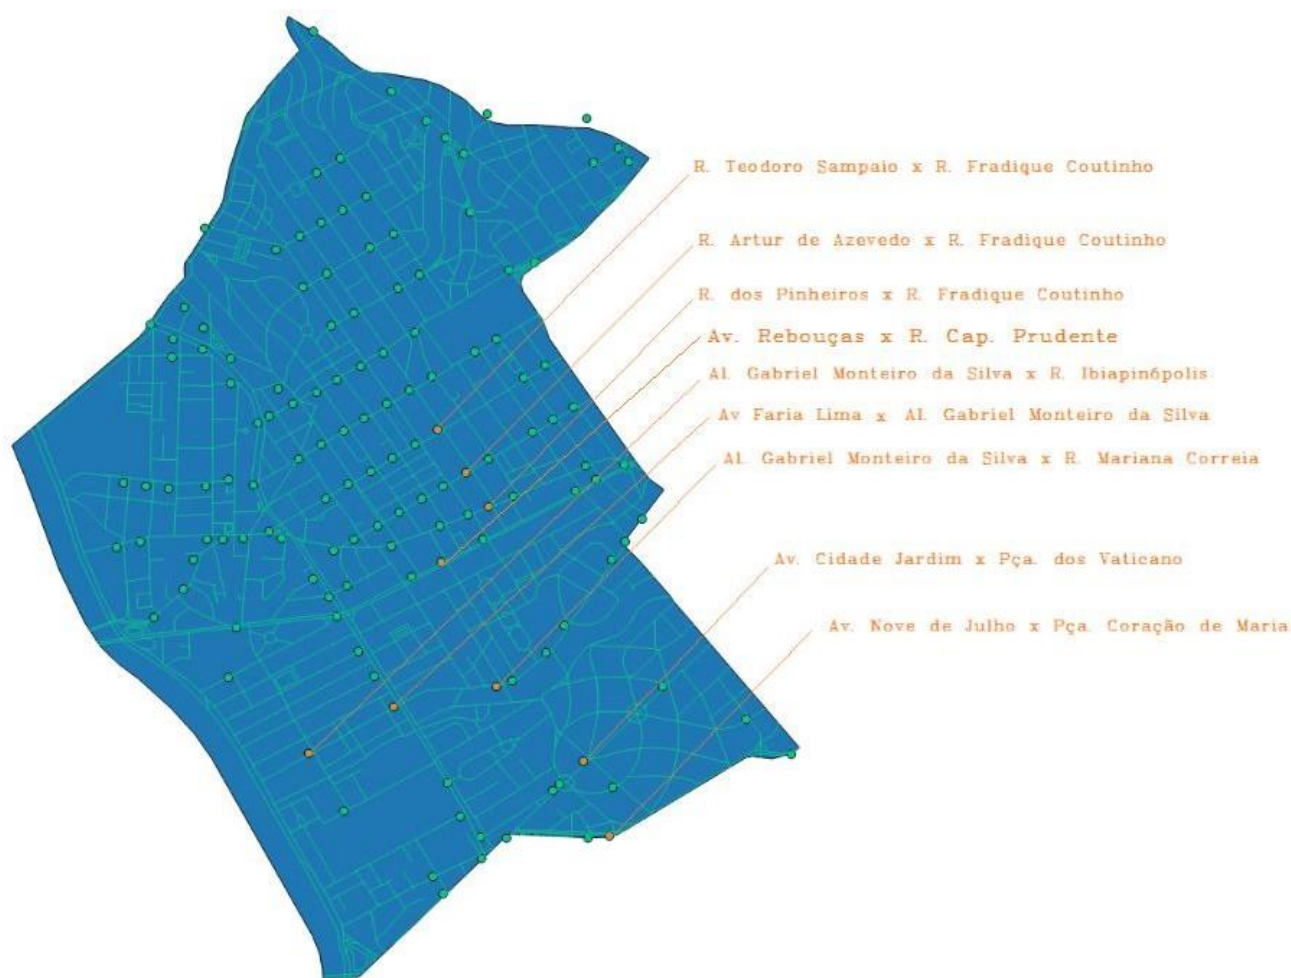 R. Teodoro Sampaio x R. Fradique Coutinho
R. Artur de Azevedo x R. Fradique Coutinho
R. dos Pinheiros x R. Fradique Coutinho
Av. Rebouças x R. Cap. Prudente
Al. Gabriel Monteiro da Silva x R. Ibiapinópolis
Av Faria Lima x Al. Gabriel Monteiro da Silva
Al. Gabriel Monteiro da Silva x R. Mariana Correia
Av. Cidade Jardim x Pça. dos Vaticano
Av. Nove de Julho x Pça. Coração de Maria